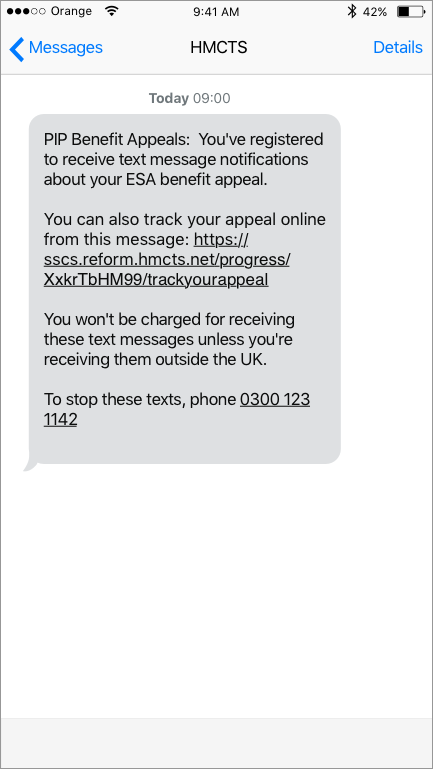 Orange 9:41 AM 42%
Messages HMCTS Details
Today 09:00
PIP Benefit Appeals:  You've registered
to receive text message notifications
about your ESA benefit appeal.
You can also track your appeal online
from this message: https://
sscs.reform.hmcts.net/progress/
XxkrTbHM99/trackyourappeal
You won't be charged for receiving
these text messages unless you're
receiving them outside the UK.
To stop these texts, phone 0300 123
1142